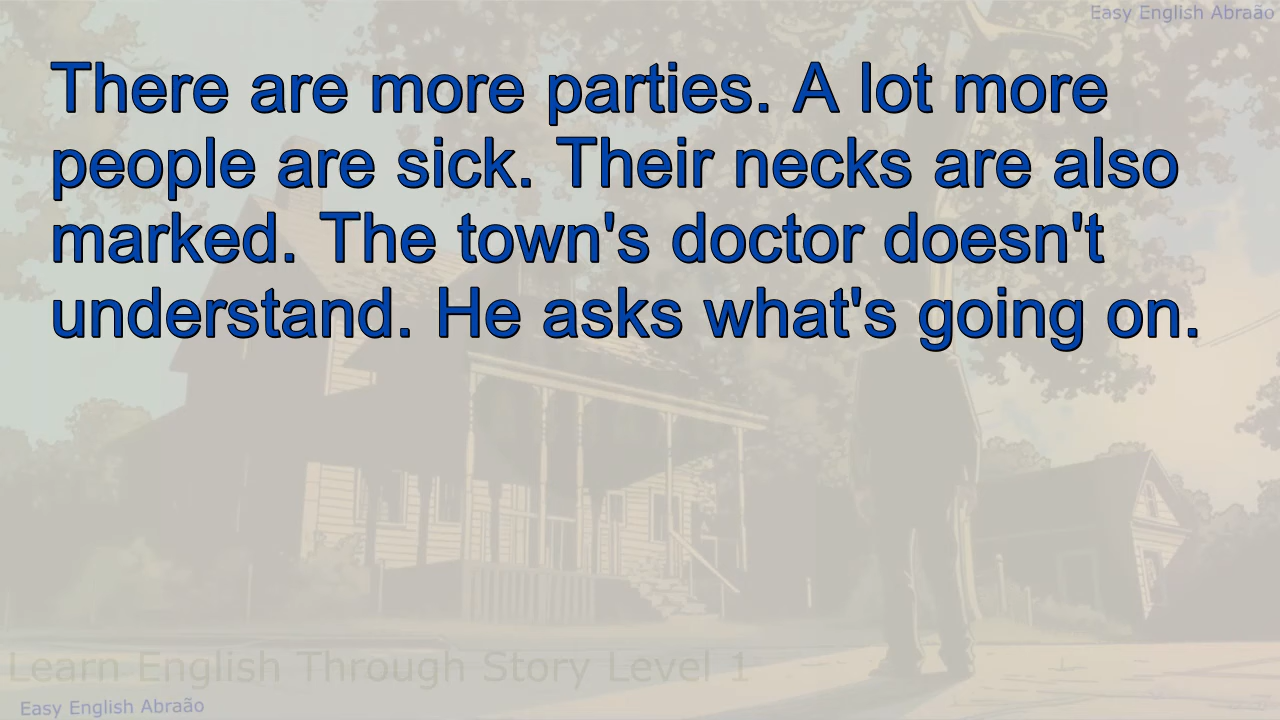 Easy English Abraão
There are more parties. A lot more
people are sick. Their necks are also
marked. The town's doctor doesn't
understand. He asks what's going on.
Learn English Through Story Level 1
Easy English Abraão